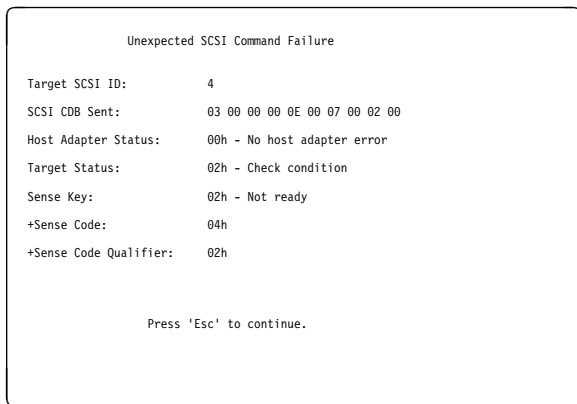 Unexpected SCSI Command Failure
Target SCSI ID: 4
SCSI CDB Sent: 03 00 00 00 0E 00 07 00 02 00
Host Adapter Status: 00h - No host adapter error
Target Status: 02h - Check condition
Sense Key: 02h - Not ready
+Sense Code: 04h
+Sense Code Qualifier: 02h
Press 'Esc' to continue.